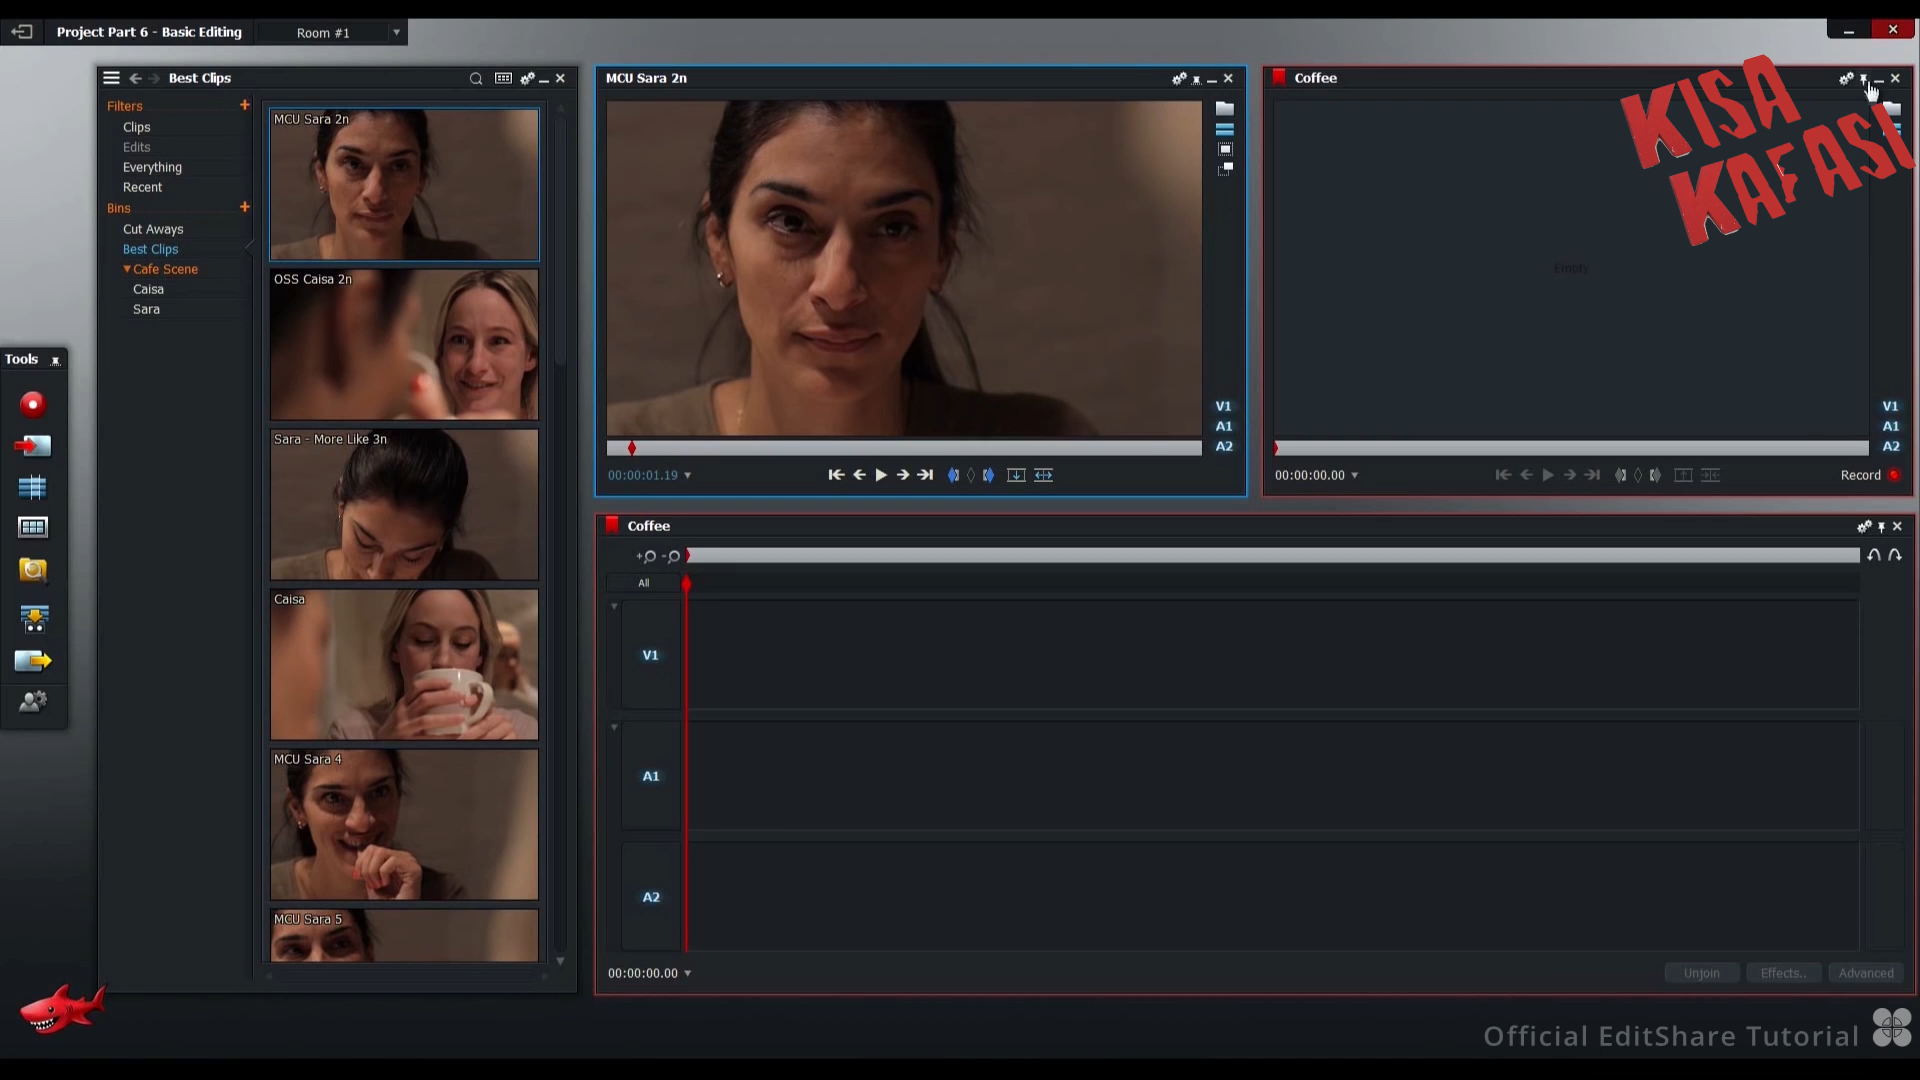 Project Part 6 - Basic Editing
Room #1
Best Clips
Filters
Clips
Edits
Everything
Recent
Bins
Cut Aways
Best Clips
Cafe Scene
Caisa
Sara
Tools
MCU Sara 2n
OSS Caisa 2n
Sara - More Like 3n
Caisa
MCU Sara 4
MCU Sara 5
MCU Sara 2n
V1
A1
A2
00:00:01.19
Coffee
KISA
KAFASI
Empty
V1
A1
A2
00:00:00.00
Record
Coffee
All
V1
A1
A2
00:00:00.00
Unjoin
Effects..
Advanced
Official EditShare Tutorial